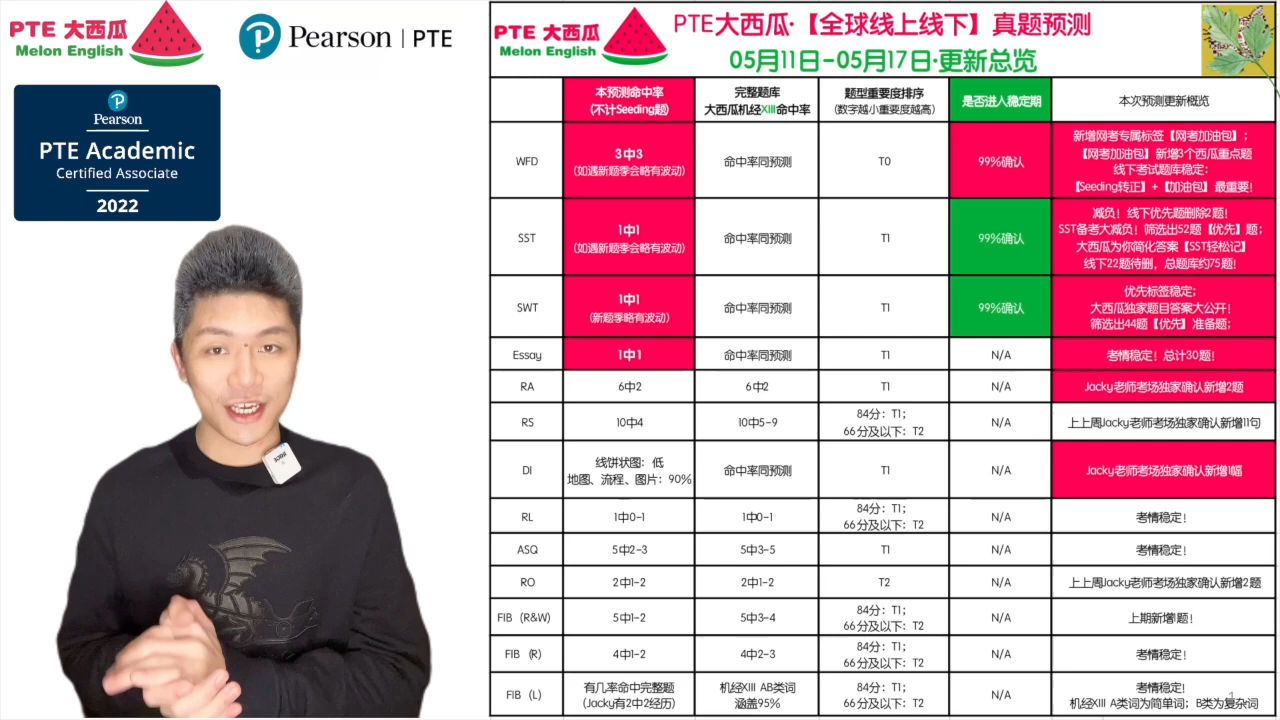 PTE 大西瓜
Melon English
Pearson | PTE
Pearson
PTE Academic
Certified Associate
2022
PTE 大西瓜
Melon English
PTE大西瓜·【全球线上线下】真题预测
05月11日-05月17日·更新总览
本预测命中率
(不计Seeding题)
完整题库
大西瓜机经XIII命中率
题型重要度排序
(数字越小重要度越高)
是否进入稳定期
本次预测更新概览
WFD
3中3
(如遇新题季会略有波动)
命中率同预测
T0
99%确认
新增网考专属标签【网考加油包】;
【网考加油包】新增3个西瓜重点题
线下考试题库稳定:
【Seeding转正】+【加油包】最重要!
SST
1中1
(如遇新题季会略有波动)
命中率同预测
T1
99%确认
减负!线下优先题删除2题!
SST备考大减负!筛选出52题【优先】题;
大西瓜为你简化答案【SST轻松记】
线下22题待删,总题库约75题!
SWT
1中1
(新题季略有波动)
命中率同预测
T1
99%确认
优先标签稳定;
大西瓜独家题目答案大公开!
筛选出44题【优先】准备题;
Essay
1中1
命中率同预测
T1
N/A
考情稳定!总计30题!
RA
6中2
6中2
T1
N/A
Jacky老师考场独家确认新增2题
RS
10中4
10中5-9
84分:T1;
66分及以下:T2
N/A
上上周Jacky老师考场独家确认新增11句
DI
线饼状图:低
地图、流程、图片:90%
命中率同预测
T1
N/A
Jacky老师考场独家确认新增1幅
RL
1中0-1
1中0-1
84分:T1;
66分及以下:T2
N/A
考情稳定!
ASQ
5中2-3
5中3-5
T1
N/A
考情稳定!
RO
2中1-2
2中1-2
T2
N/A
上上周Jacky老师考场独家确认新增2题
FIB(R&W)
5中1-2
5中3-4
84分:T1;
66分及以下:T2
N/A
上期新增1题!
FIB(R)
4中1-2
4中2-3
84分:T1;
66分及以下:T2
N/A
考情稳定!
FIB(L)
有几率命中完整题
(Jacky有2中2经历)
机经XIII AB类词
涵盖95%
84分:T1;
66分及以下:T2
N/A
考情稳定!
机经XIII A类词为简单词;B类为复杂词
1